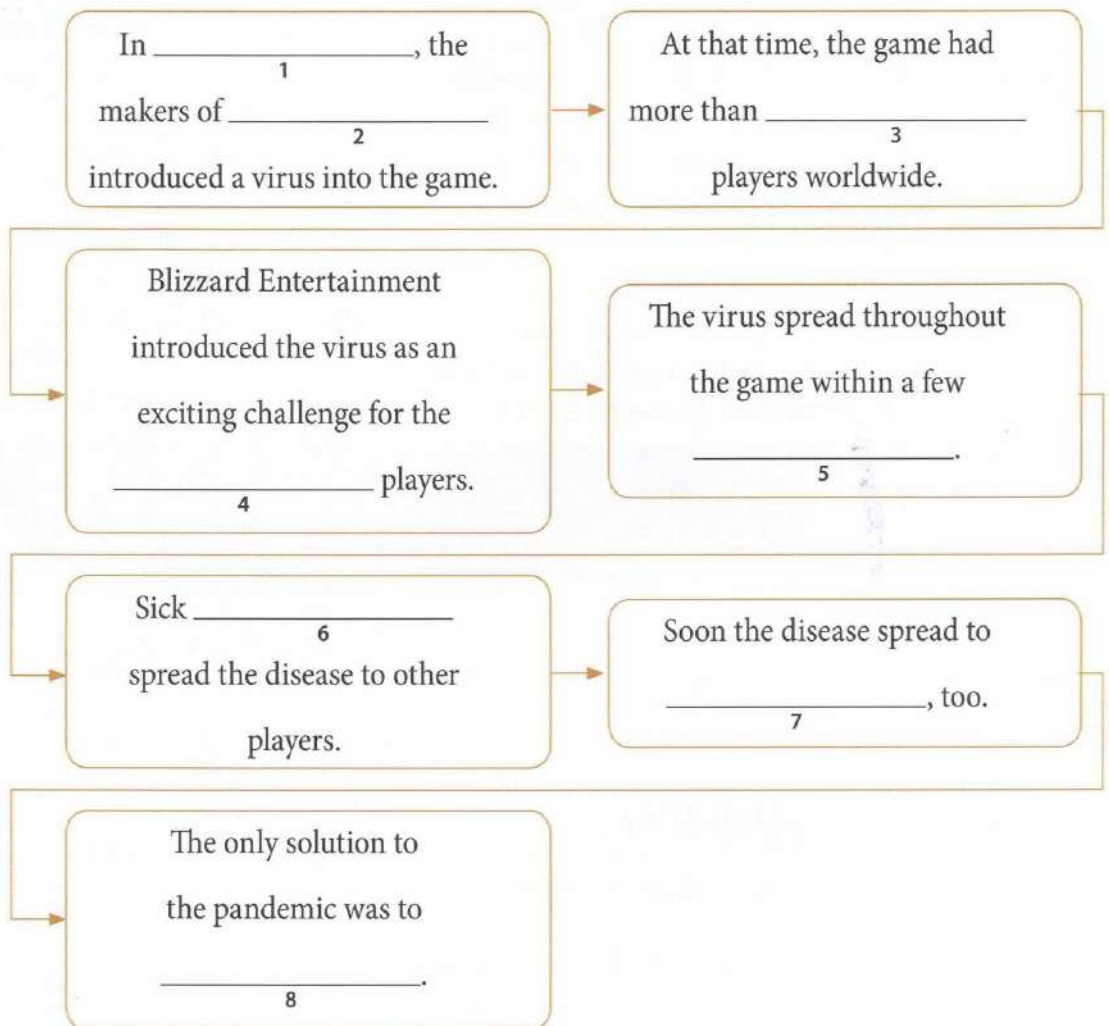 In ____________, the
1
makers of ____________
2
introduced a virus into the game.
At that time, the game had
more than ____________
3
players worldwide.
Blizzard Entertainment
introduced the virus as an
exciting challenge for the
____________ players.
4
The virus spread throughout
the game within a few
____________.
5
Sick ____________
6
spread the disease to other
players.
Soon the disease spread to
____________, too.
7
The only solution to
the pandemic was to
____________.
8